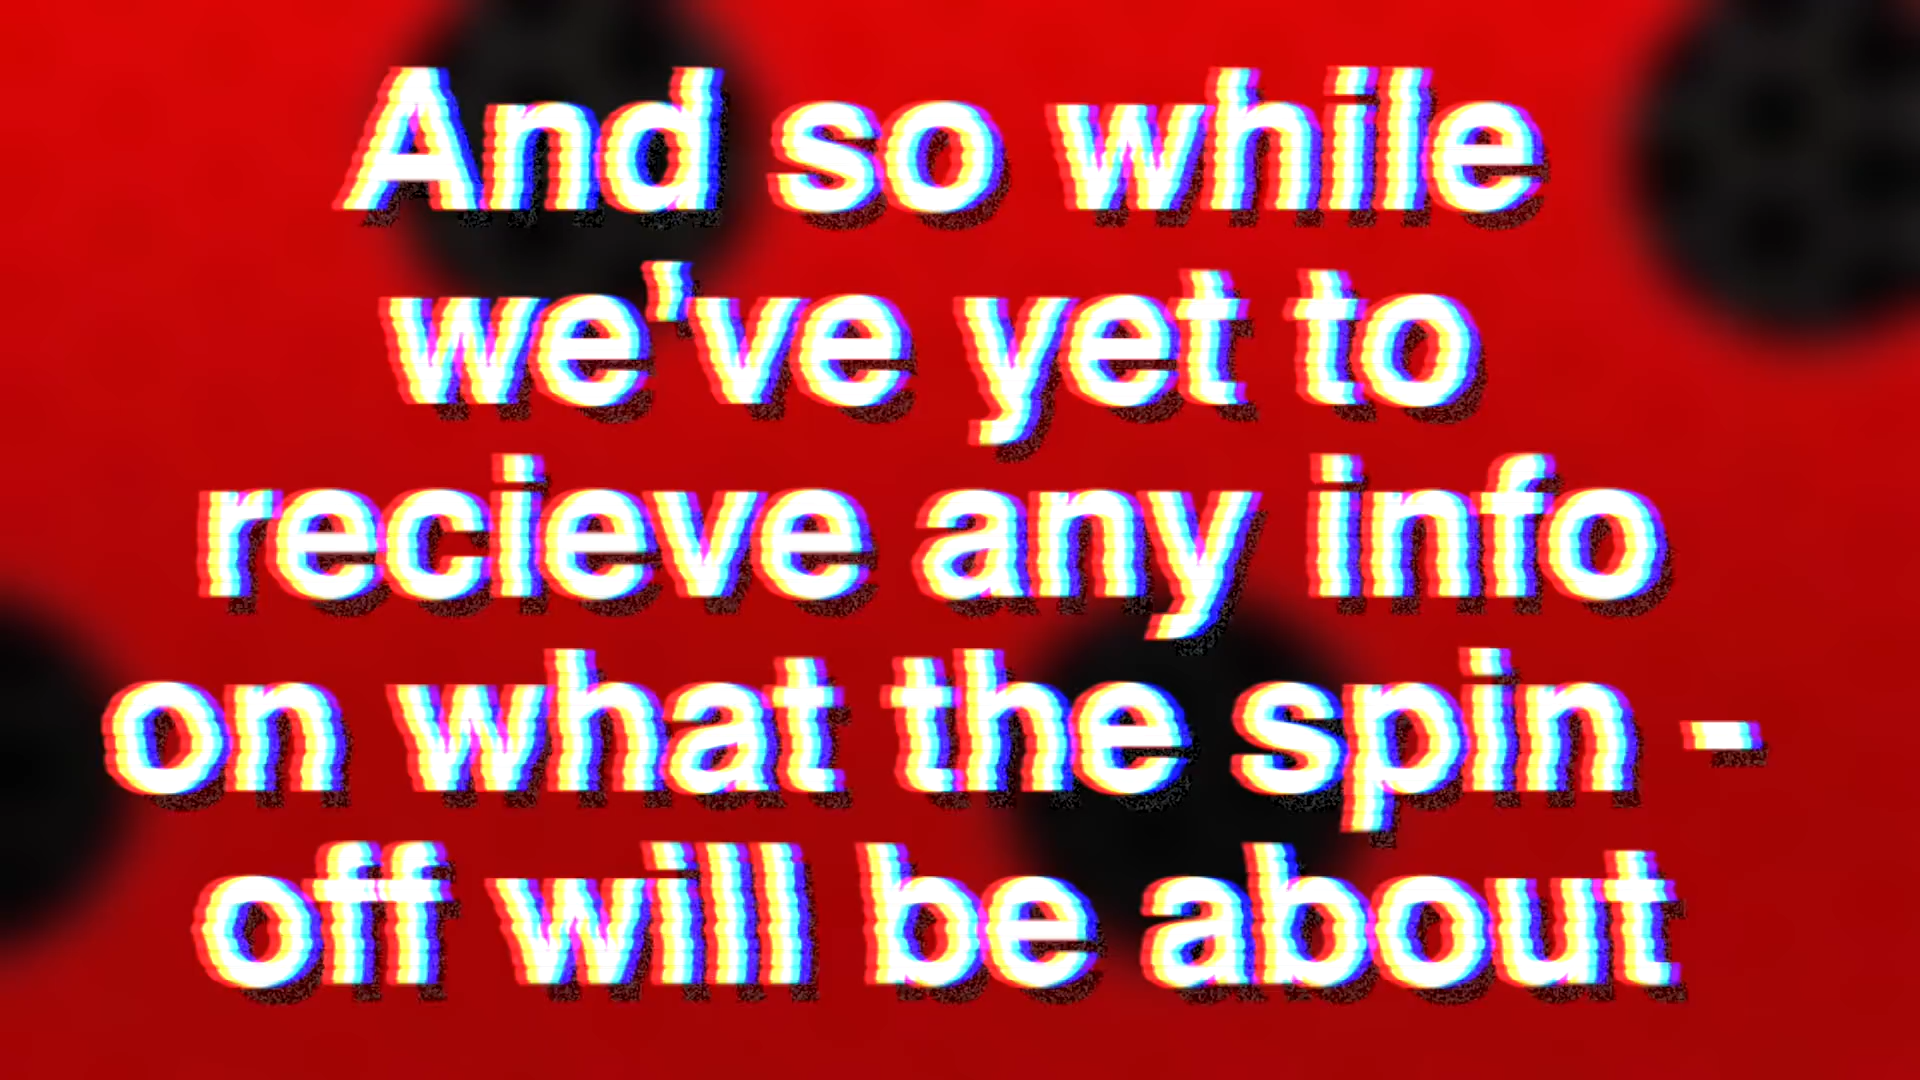 And so while
we've yet to
recieve any info
on what the spin -
off will be about